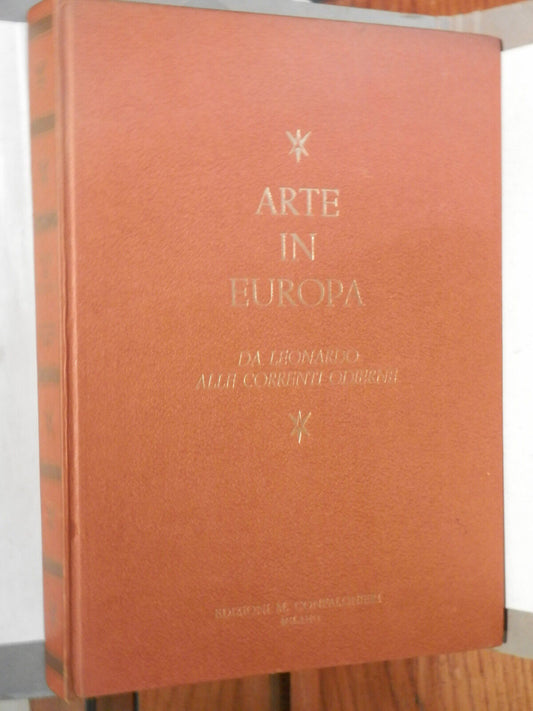 ARTE
IN
EUROPA
DA LEONARDO
ALLE CORRENTI ODIERNE
EDIZIONI M. CONFALONIERI
MILANO